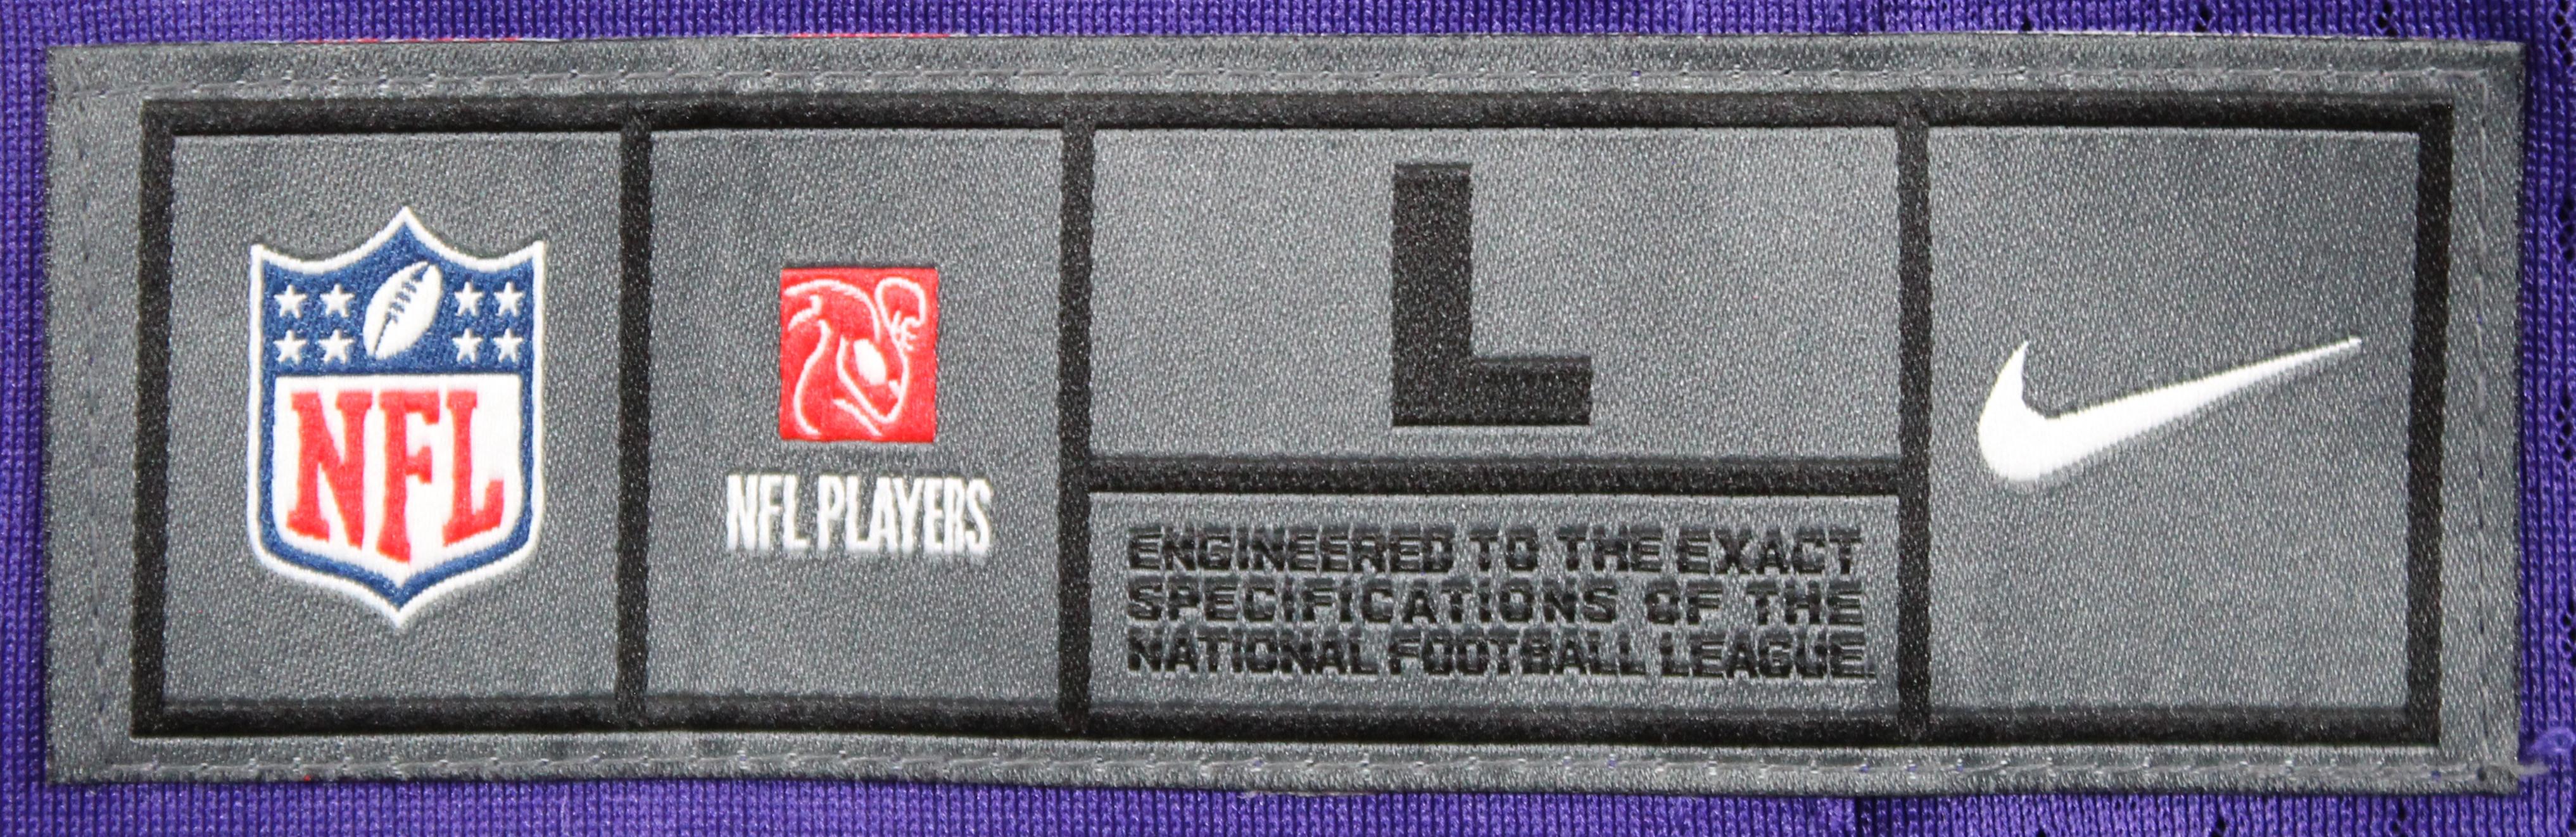 NFL
NFL PLAYERS
L
ENGINEERED TO THE EXACT
SPECIFICATIONS OF THE
NATIONAL FOOTBALL LEAGUE.